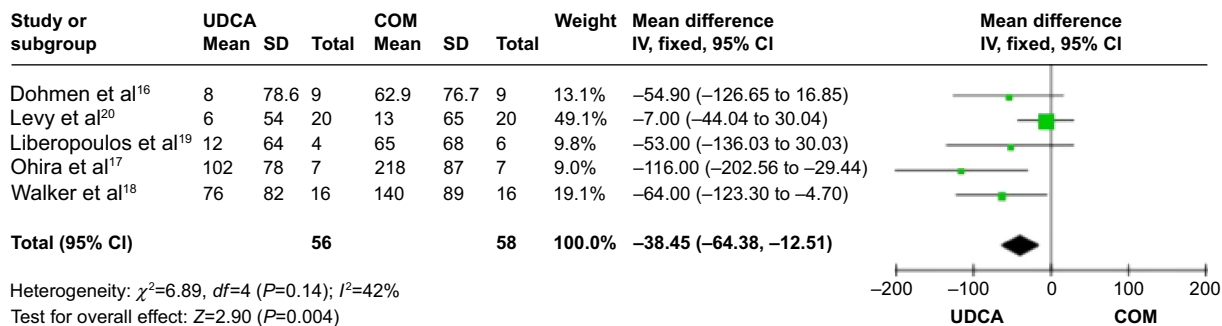 Study or UDCA COM Weight Mean difference Mean difference
subgroup Mean SD Total Mean SD Total IV, fixed, 95% CI IV, fixed, 95% CI
Dohmen et al¹⁶ 8 78.6 9 62.9 76.7 9 13.1% –54.90 (–126.65 to 16.85)
Levy et al²⁰ 6 54 20 13 65 20 49.1% –7.00 (–44.04 to 30.04)
Liberopoulos et al¹⁹ 12 64 4 65 68 6 9.8% –53.00 (–136.03 to 30.03)
Ohira et al¹⁷ 102 78 7 218 87 7 9.0% –116.00 (–202.56 to –29.44)
Walker et al¹⁸ 76 82 16 140 89 16 19.1% –64.00 (–123.30 to –4.70)
Total (95% CI) 56 58 100.0% –38.45 (–64.38, –12.51)
Heterogeneity: χ²=6.89, df=4 (P=0.14); I²=42%
Test for overall effect: Z=2.90 (P=0.004)
–200 –100 0 100 200
UDCA COM